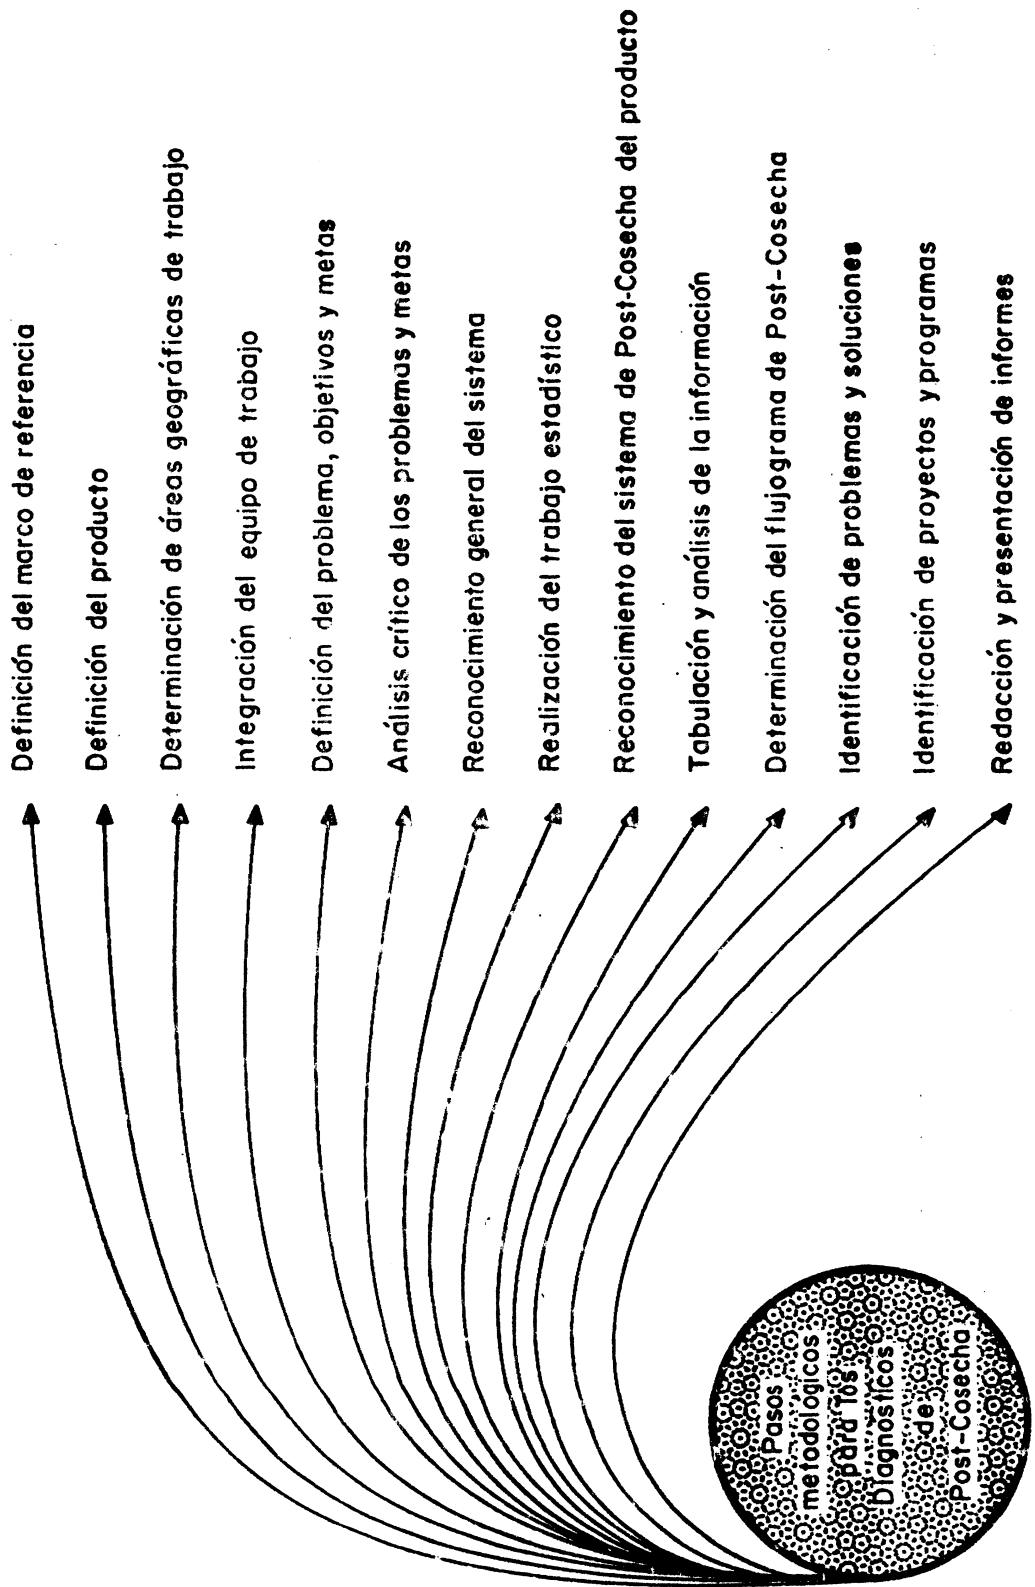 Definición del marco de referencia
Definición del producto
Determinación de áreas geográficas de trabajo
Integración del equipo de trabajo
Definición del problema, objetivos y metas
Análisis crítico de los problemas y metas
Reconocimiento general del sistema
Realización del trabajo estadístico
Reconocimiento del sistema de Post-Cosecha del producto
Tabulación y análisis de la información
Determinación del flujograma de Post-Cosecha
Identificación de problemas y soluciones
Identificación de proyectos y programas
Redacción y presentación de informes
Pasos
metodologicos
para los
Diagnosticos
de
Post-Cosecha